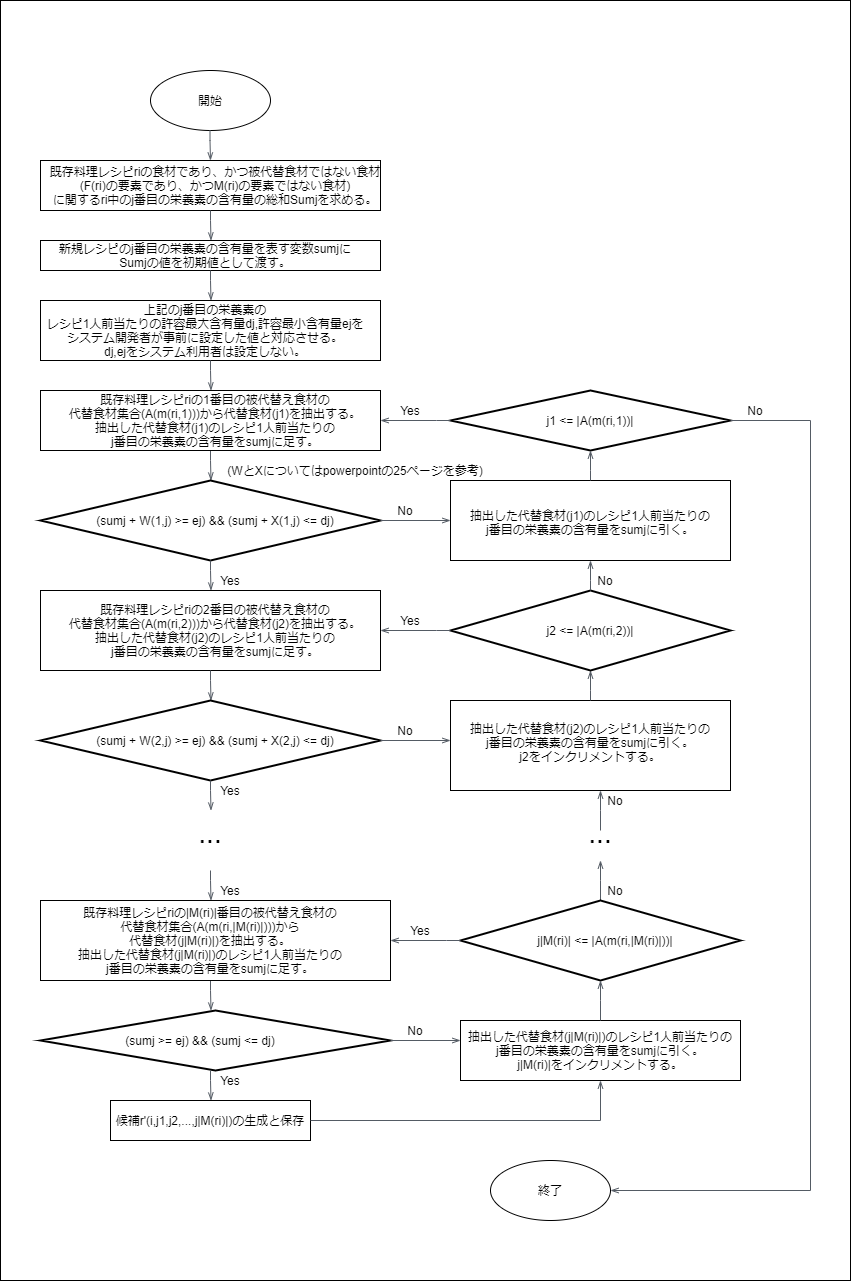 開始
既存料理レシピriの食材であり、かつ被代替食材ではない食材
(F(ri)の要素であり、かつM(ri)の要素ではない食材)
に関するri中のj番目の栄養素の含有量の総和Sumjを求める。
新規レシピのj番目の栄養素の含有量を表す変数sumjに
Sumjの値を初期値として渡す。
上記のj番目の栄養素の
レシピ1人前当たりの許容最大含有量dj,許容最小含有量ejを
システム開発者が事前に設定した値と対応させる。
dj,ejをシステム利用者は設定しない。
既存料理レシピriの1番目の被代替え食材の
代替食材集合(A(m(ri,1)))から代替食材(j1)を抽出する。
抽出した代替食材(j1)のレシピ1人前当たりの
j番目の栄養素の含有量をsumjに足す。
Yes
j1 <= |A(m(ri,1))|
No
(WとXについてはpowerpointの25ページを参考)
(sumj + W(1,j) >= ej) && (sumj + X(1,j) <= dj)
No
抽出した代替食材(j1)のレシピ1人前当たりの
j番目の栄養素の含有量をsumjに引く。
Yes
No
既存料理レシピriの2番目の被代替え食材の
代替食材集合(A(m(ri,2)))から代替食材(j2)を抽出する。
抽出した代替食材(j2)のレシピ1人前当たりの
j番目の栄養素の含有量をsumjに足す。
Yes
j2 <= |A(m(ri,2))|
(sumj + W(2,j) >= ej) && (sumj + X(2,j) <= dj)
No
抽出した代替食材(j2)のレシピ1人前当たりの
j番目の栄養素の含有量をsumjに引く。
j2をインクリメントする。
Yes
No
…
…
Yes
No
既存料理レシピriの|M(ri)|番目の被代替え食材の
代替食材集合(A(m(ri,|M(ri)|)))から
代替食材(j|M(ri)|)を抽出する。
抽出した代替食材(j|M(ri)|)のレシピ1人前当たりの
j番目の栄養素の含有量をsumjに足す。
Yes
j|M(ri)| <= |A(m(ri,|M(ri)|))|
(sumj >= ej) && (sumj <= dj)
No
抽出した代替食材(j|M(ri)|)のレシピ1人前当たりの
j番目の栄養素の含有量をsumjに引く。
j|M(ri)|をインクリメントする。
Yes
候補r'(i,j1,j2,...,j|M(ri)|)の生成と保存
終了